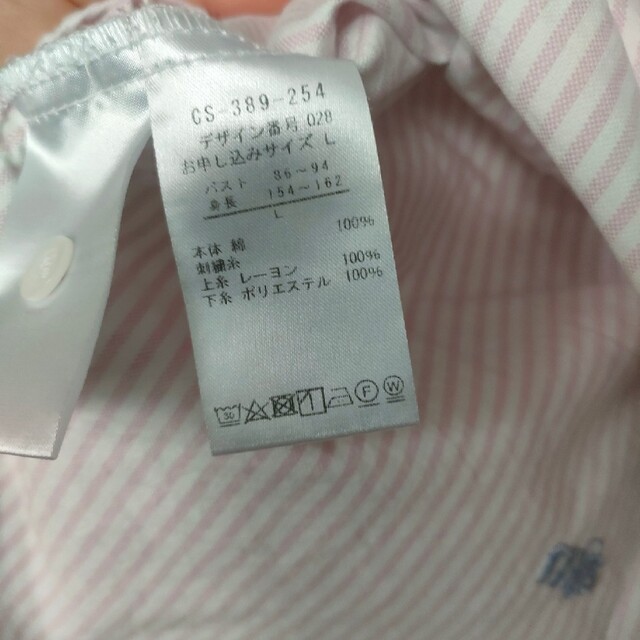 CS-389-254
デザイン番号 028
お申し込みサイズ L
バスト 86~94
身長 154~162
L
本体 綿 100%
刺繍糸
上糸 レーヨン 100%
下糸 ポリエステル 100%
F W